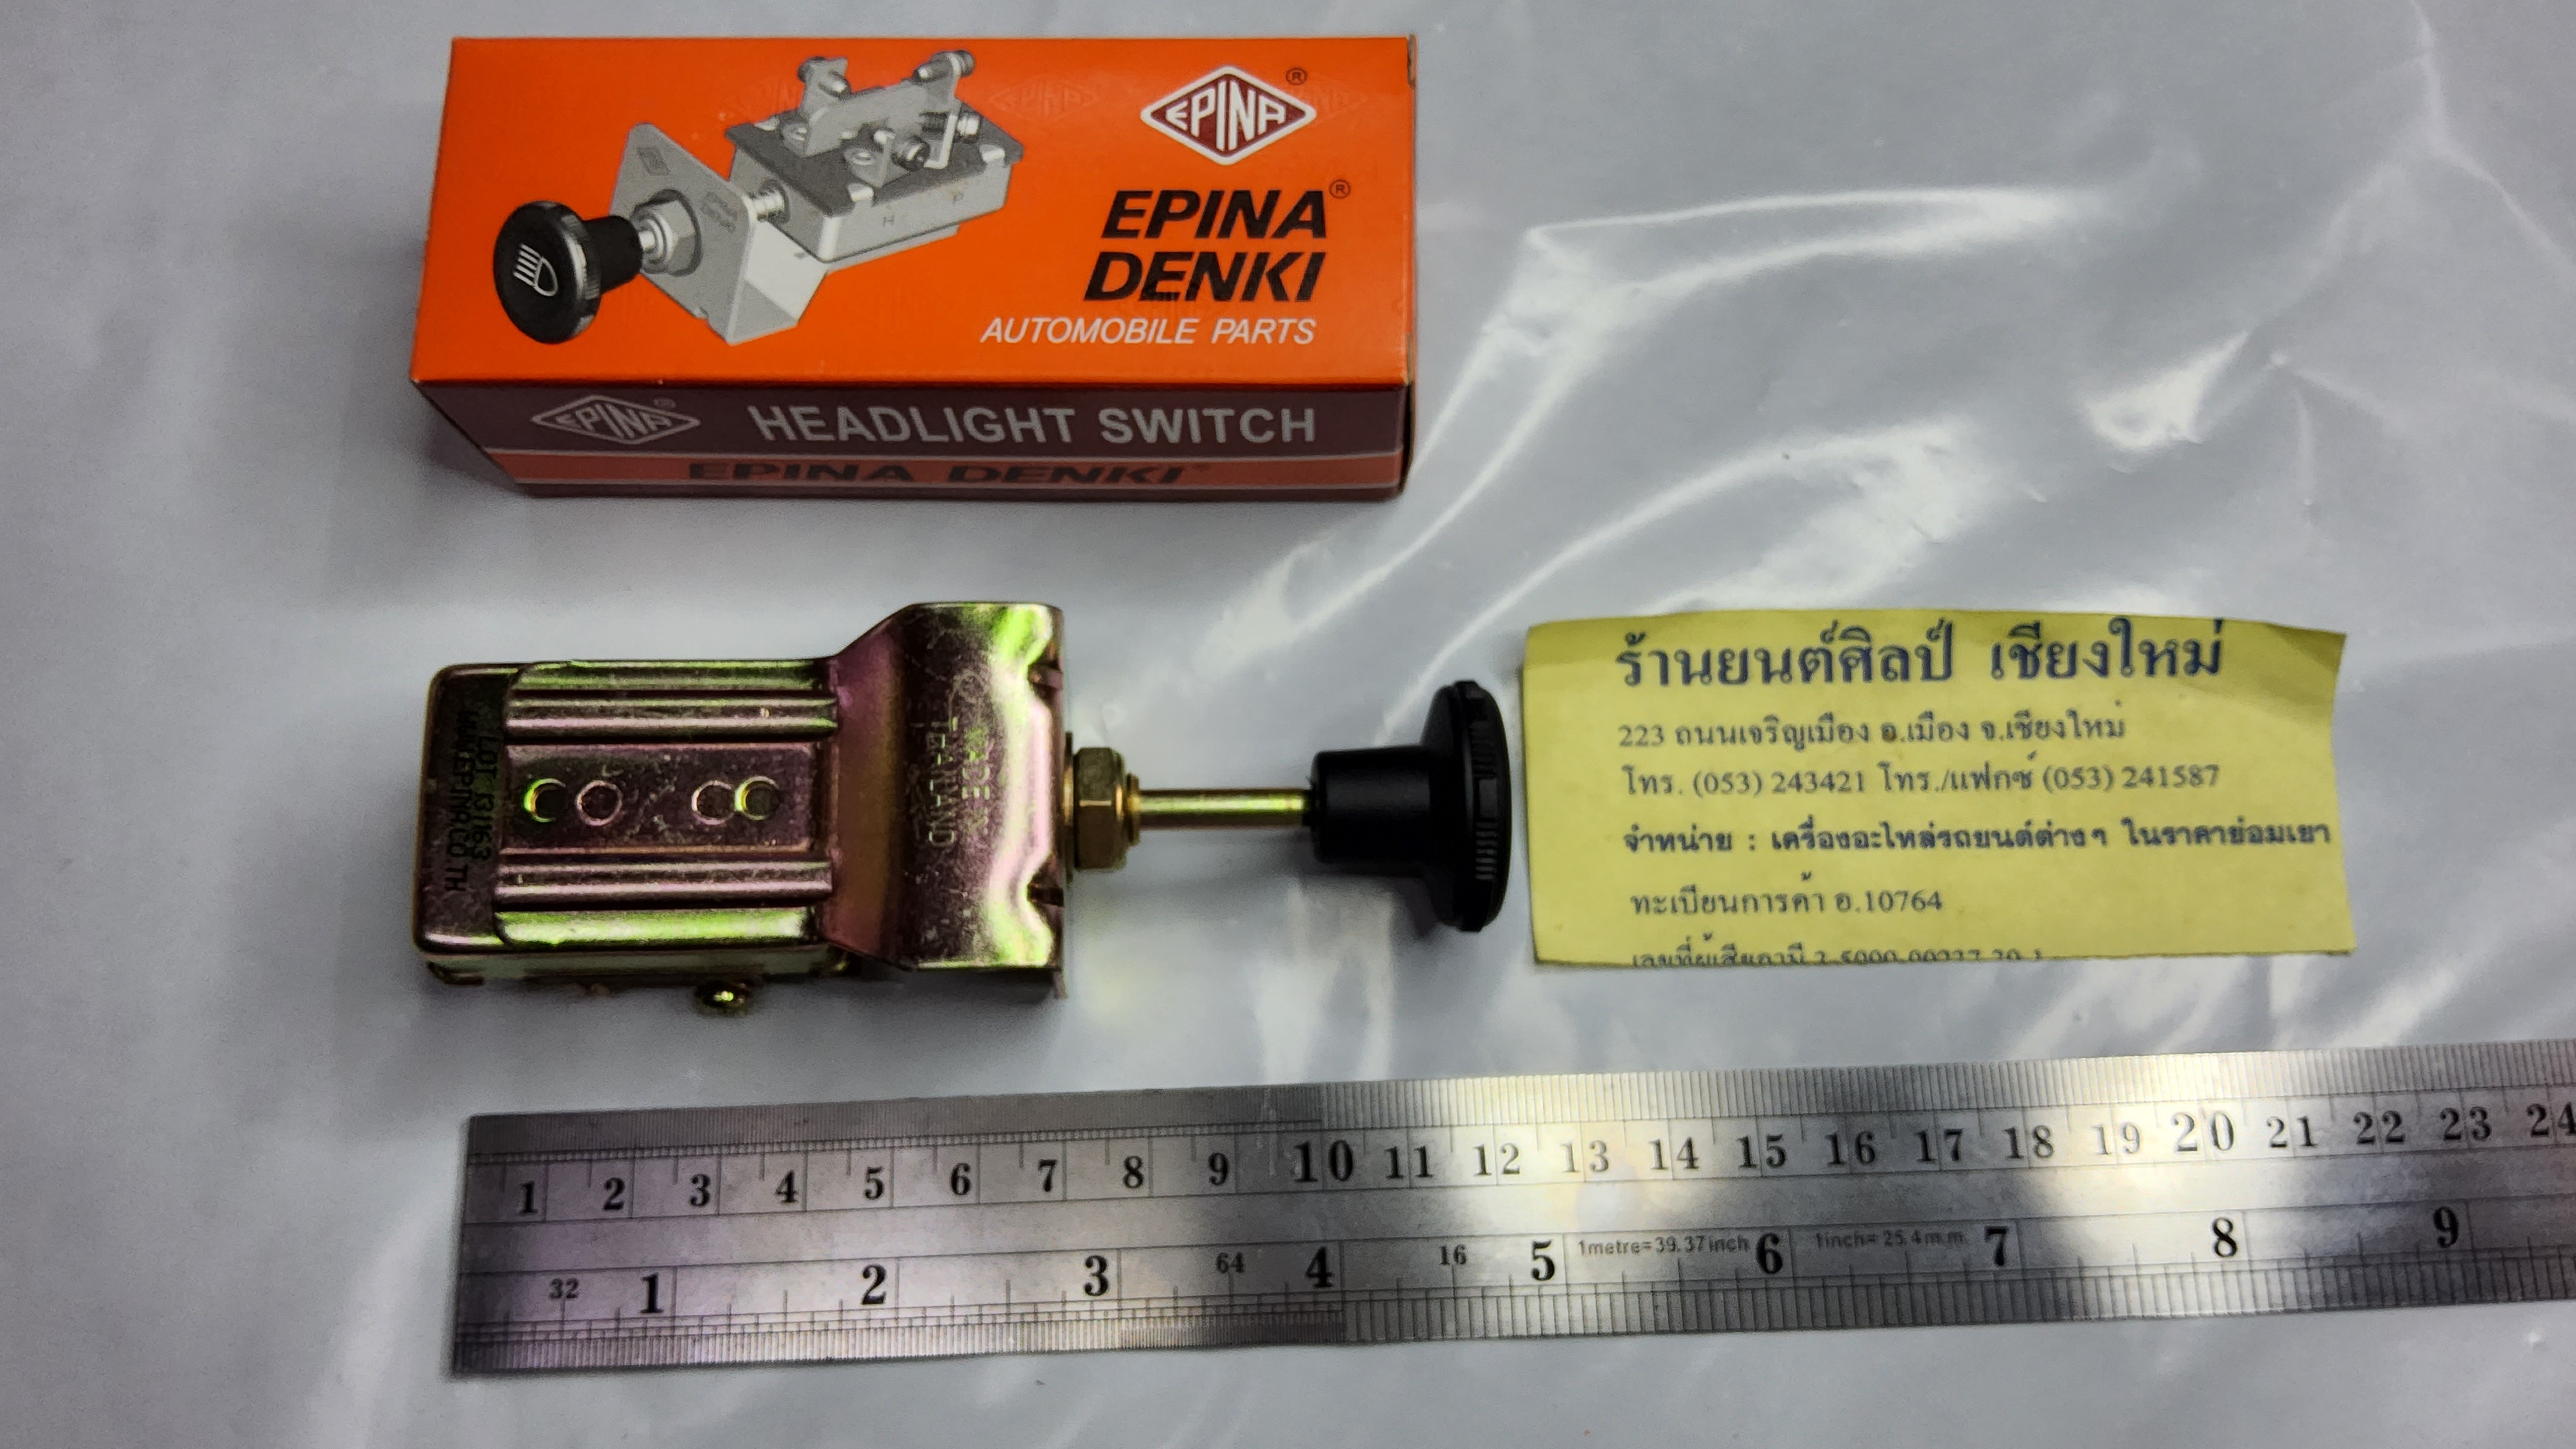 EPINA ®
EPINA ®
DENKI
AUTOMOBILE PARTS
H P
EPINA ® HEADLIGHT SWITCH
EPINA DENKI
LOT 131163
MADE IN
THAILAND
ร้านยนต์ศิลป์ เชียงใหม่
223 ถนนเจริญเมือง อ.เมือง จ.เชียงใหม่
โทร. (053) 243421 โทร./แฟกซ์ (053) 241587
จำหน่าย : เครื่องอะไหล่รถยนต์ต่างๆ ในราคาย่อมเยา
ทะเบียนการค้า อ.10764
1 2 3 4 5 6 7 8 9 10 11 12 13 14 15 16 17 18 19 20 21 22 23 24
32 1 2 3 64 4 16 5 1metre=39.37inch 6 1inch=25.4m.m. 7 8 9